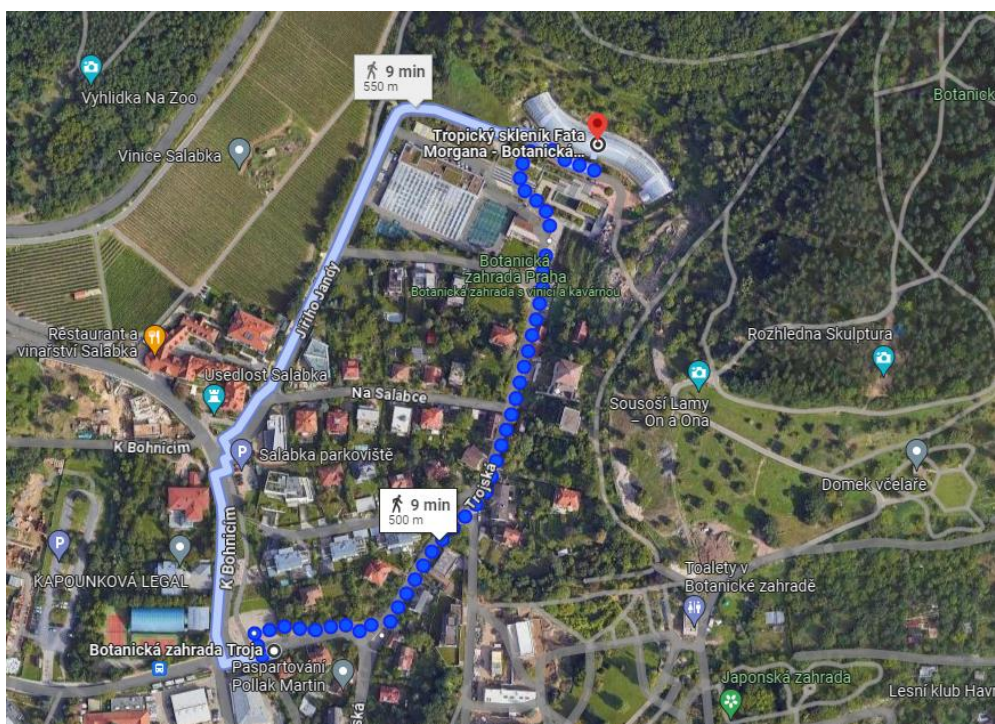 Vyhlídka Na Zoo
9 min
550 m
Botanick
Tropický skleník Fata
Morgana - Botanická...
Vinice Salabka
Jiřího Jandy
Botanická
zahrada Praha
Botanická zahrada s vinicí a kavárnou
Restaurant a
vinařství Salabka
Rozhledna Skulptura
Usedlost Salabka
Na Salabce
Sousoší Lamy
– On a Ona
K Bohnicím
P
Salabka parkoviště
Domek včelaře
Trojská
9 min
500 m
K Bohnicím
P
KAPOUNKOVÁ LEGAL
Toalety v
Botanické zahradě
Botanická zahrada Troja
Paspartování
Pollak Martin
Japonská zahrada
Lesní klub Havr
jská